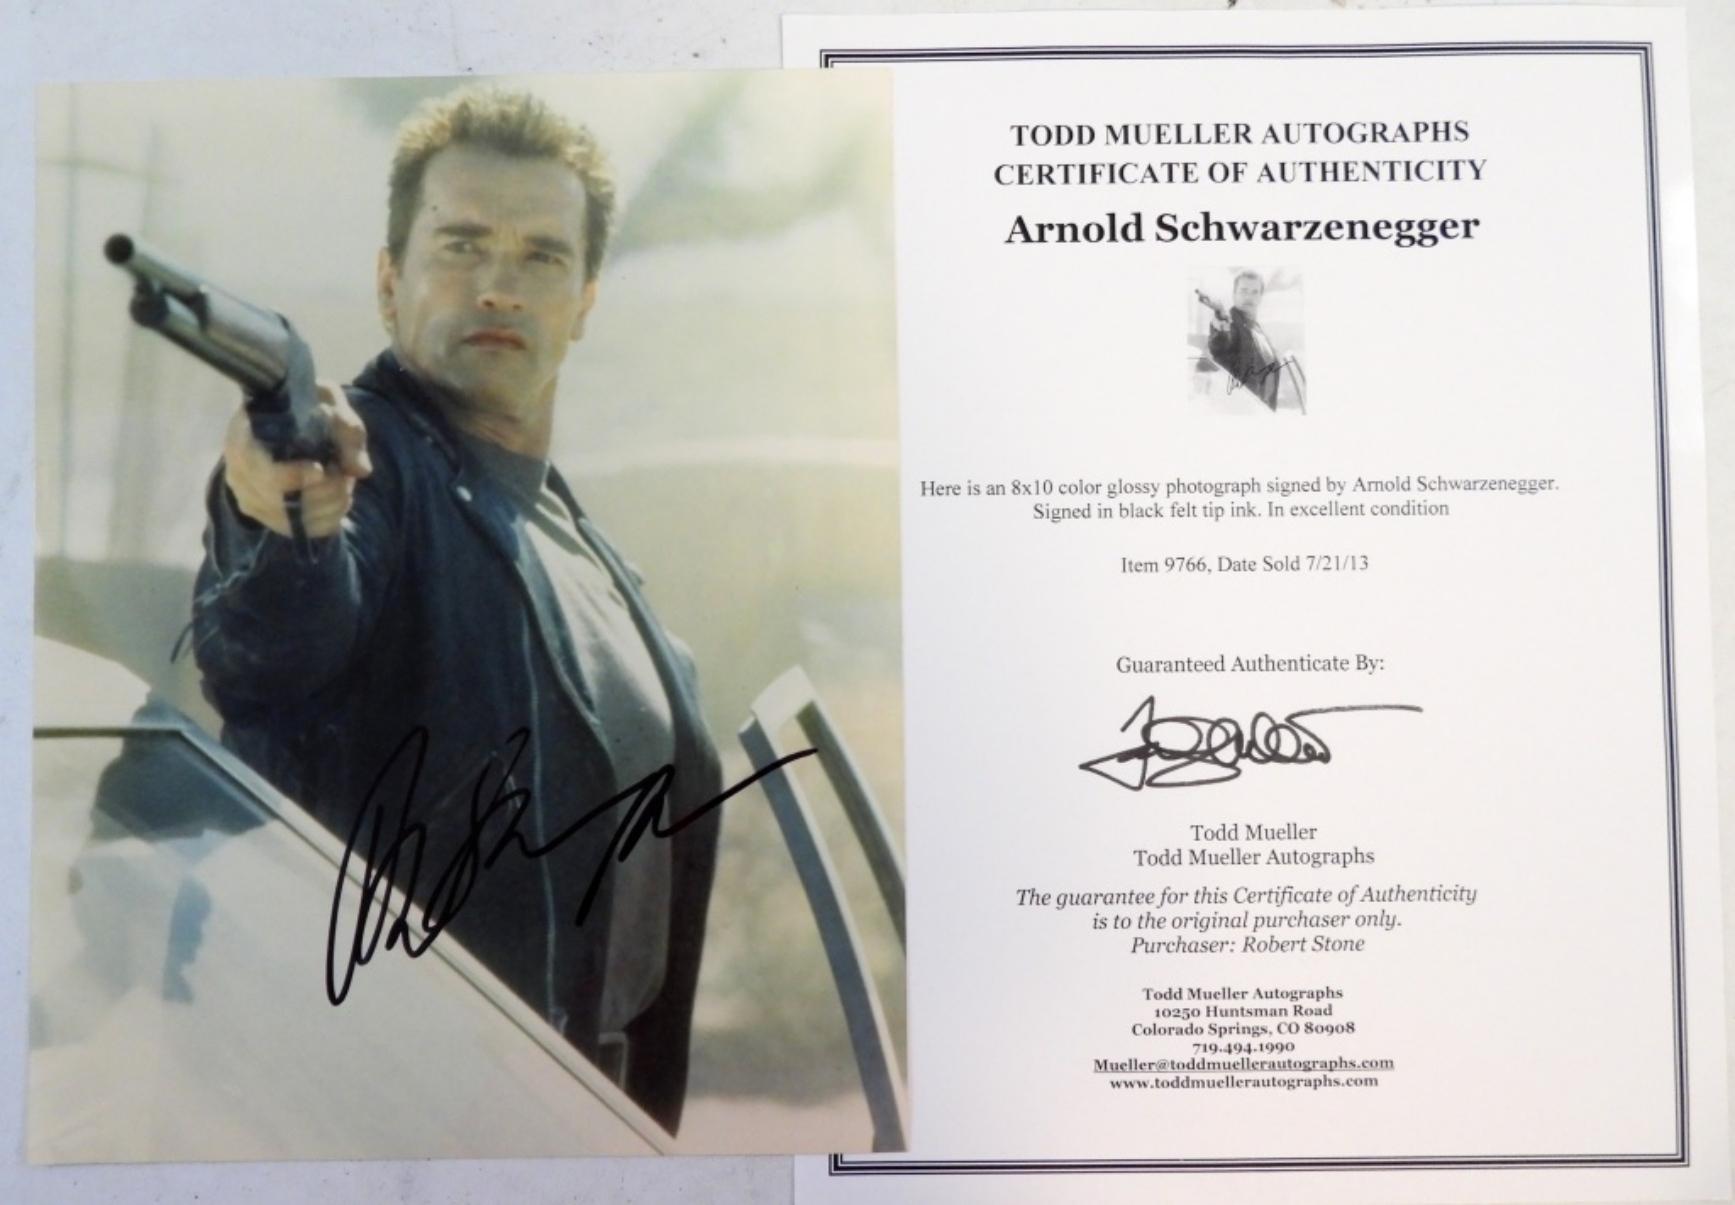 TODD MUELLER AUTOGRAPHS
CERTIFICATE OF AUTHENTICITY
Arnold Schwarzenegger
Here is an 8x10 color glossy photograph signed by Arnold Schwarzenegger.
Signed in black felt tip ink. In excellent condition
Item 9766, Date Sold 7/21/13
Guaranteed Authenticate By:
Todd Mueller
Todd Mueller Autographs
The guarantee for this Certificate of Authenticity
is to the original purchaser only.
Purchaser: Robert Stone
Todd Mueller Autographs
10250 Huntsman Road
Colorado Springs, CO 80908
719.494.1990
Mueller@toddmuellerautographs.com
www.toddmuellerautographs.com